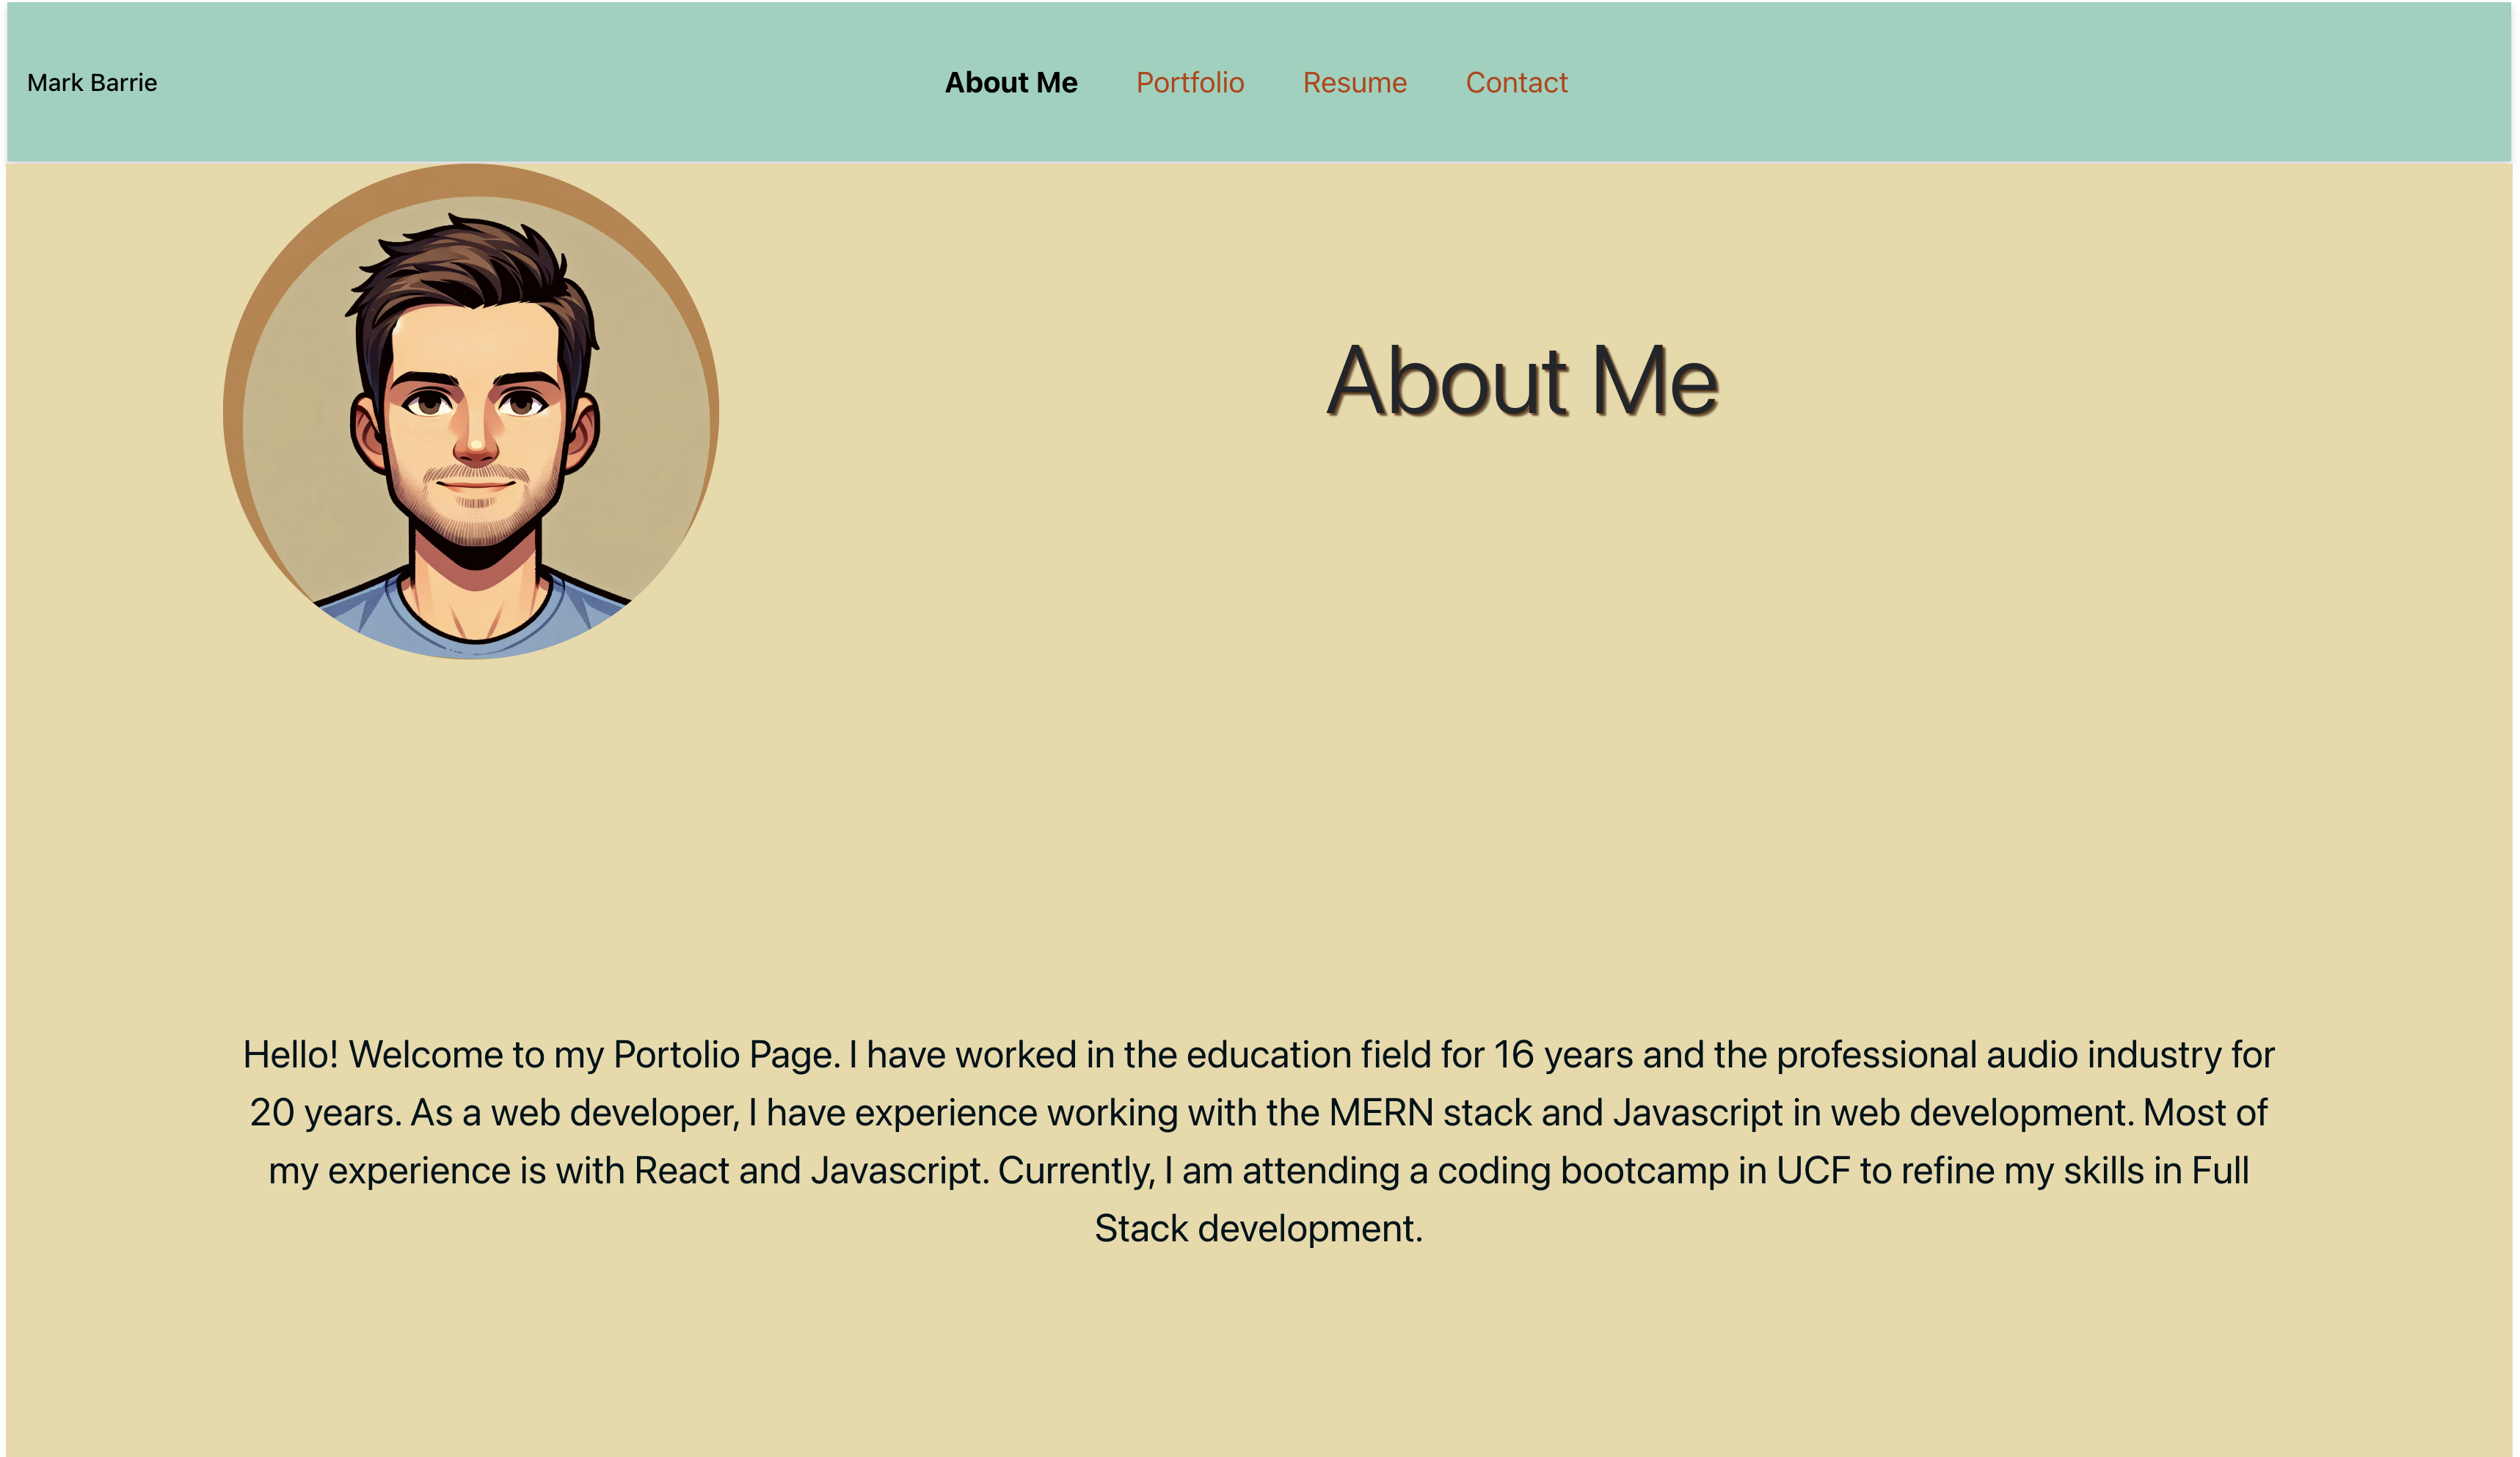 Mark Barrie
About Me Portfolio Resume Contact
About Me
Hello! Welcome to my Portolio Page. I have worked in the education field for 16 years and the professional audio industry for
20 years. As a web developer, I have experience working with the MERN stack and Javascript in web development. Most of
my experience is with React and Javascript. Currently, I am attending a coding bootcamp in UCF to refine my skills in Full
Stack development.